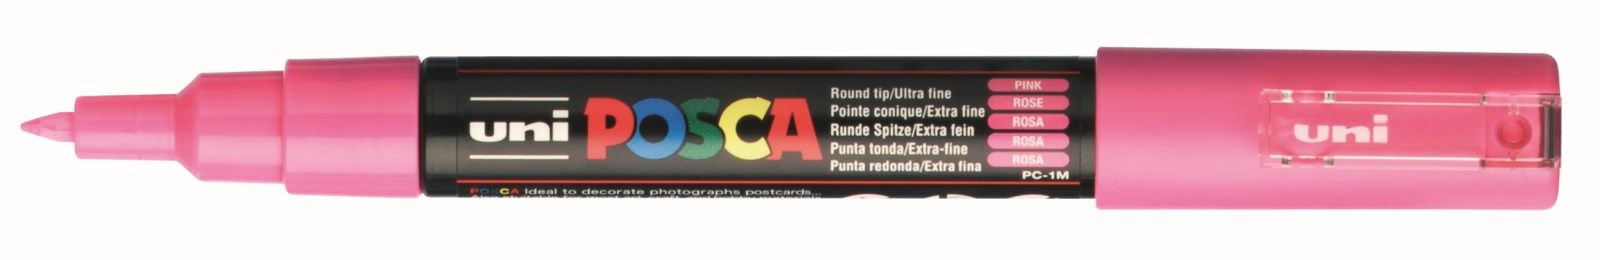 uni POSCA
Round tip/Ultra fine PINK
Pointe conique/Extra fine ROSE
Runde Spitze/Extra fein ROSA
Punta tonda/Extra-fine ROSA
Punta redonda/Extra fina ROSA
PC-1M
POSCA Ideal to decorate photographs postcards...
uni